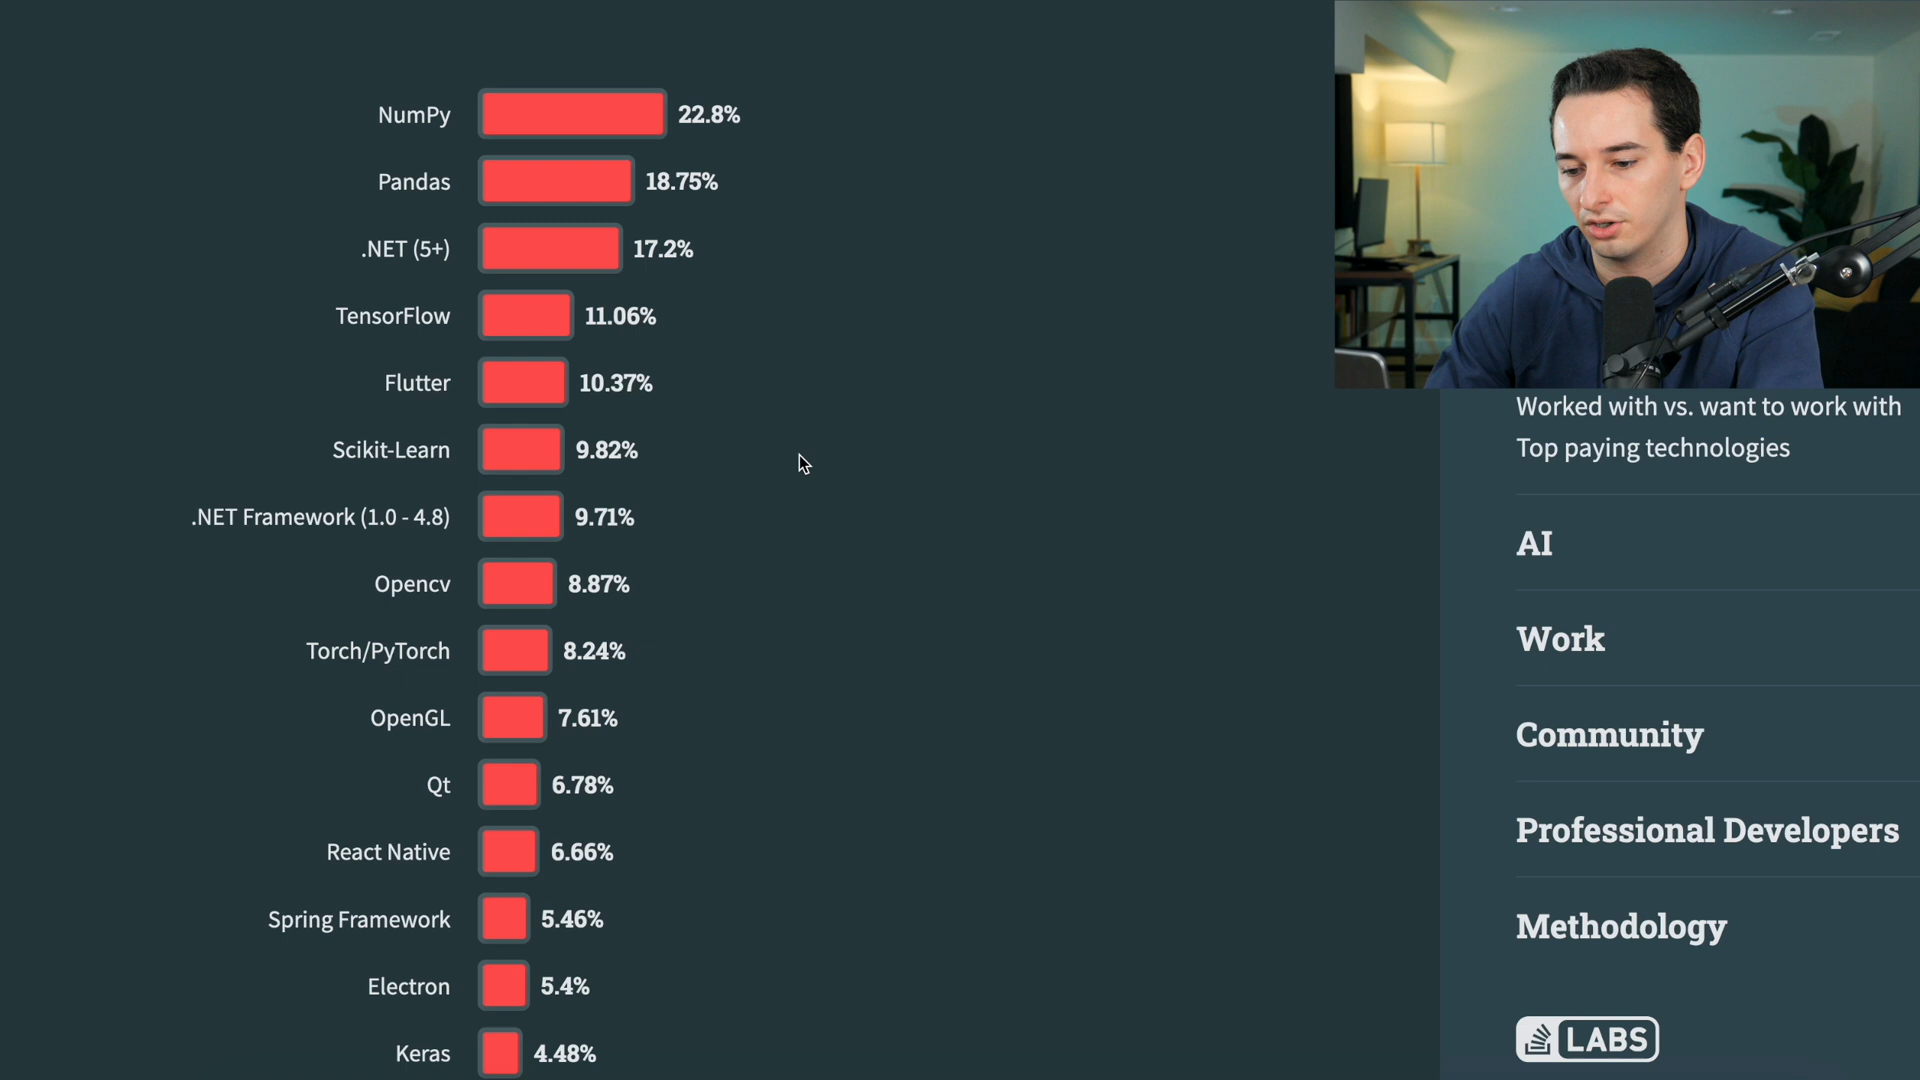 NumPy 22.8%
Pandas 18.75%
.NET (5+) 17.2%
TensorFlow 11.06%
Flutter 10.37%
Scikit-Learn 9.82%
.NET Framework (1.0 - 4.8) 9.71%
Opencv 8.87%
Torch/PyTorch 8.24%
OpenGL 7.61%
Qt 6.78%
React Native 6.66%
Spring Framework 5.46%
Electron 5.4%
Keras 4.48%
Worked with vs. want to work with
Top paying technologies
AI
Work
Community
Professional Developers
Methodology
LABS